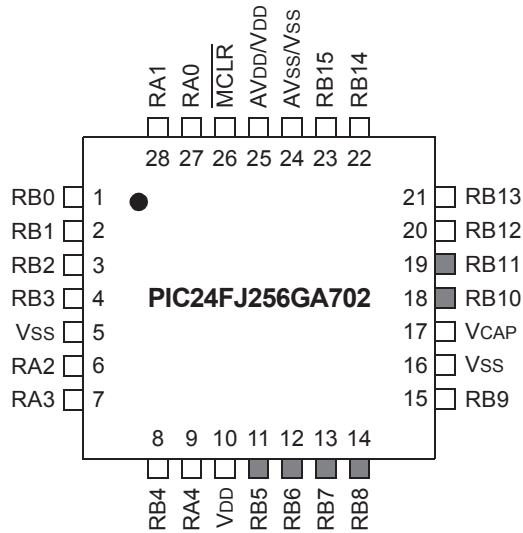 RA1 RA0 MCLR AVDD/VDD AVSS/VSS RB15 RB14
28 27 26 25 24 23 22
RB0 1 21 RB13
RB1 2 20 RB12
RB2 3 19 RB11
RB3 4 PIC24FJ256GA702 18 RB10
VSS 5 17 VCAP
RA2 6 16 VSS
RA3 7 15 RB9
8 9 10 11 12 13 14
RB4 RA4 VDD RB5 RB6 RB7 RB8